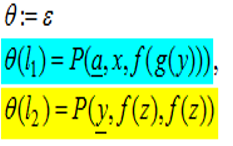 θ:= ε
θ(l₁) = P(a, x, f(g(y))),
θ(l₂) = P(y, f(z), f(z))